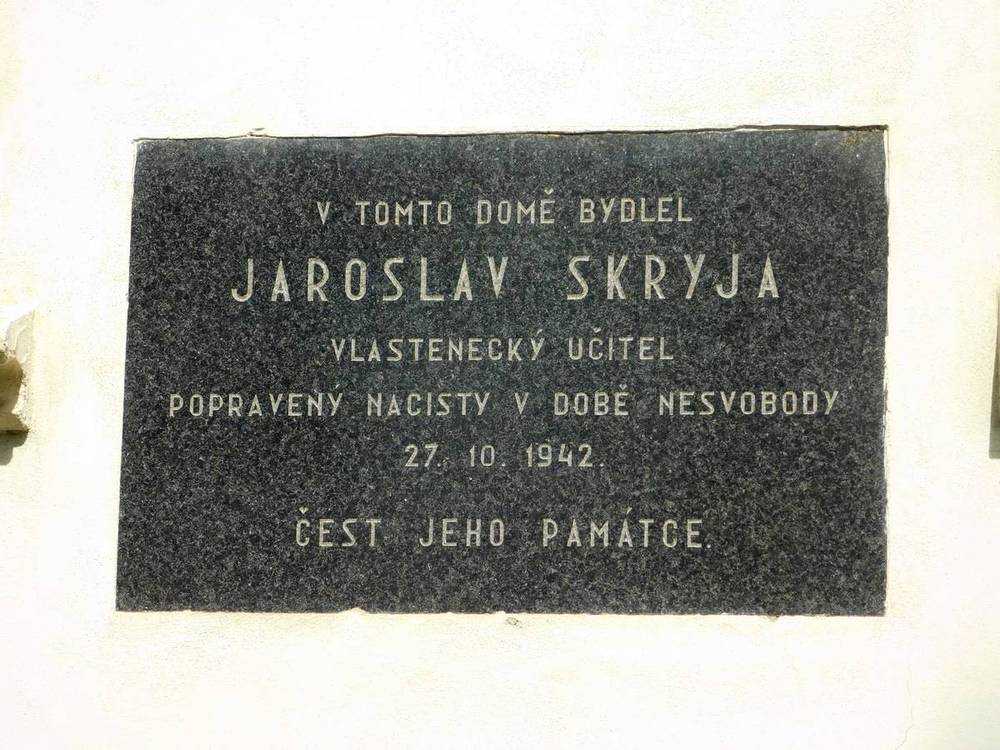 V TOMTO DOMĚ BYDLEL
JAROSLAV SKRYJA
VLASTENECKÝ UČITEL
POPRAVENÝ NACISTY V DOBĚ NESVOBODY
27. 10. 1942.
ČEST JEHO PAMÁTCE.